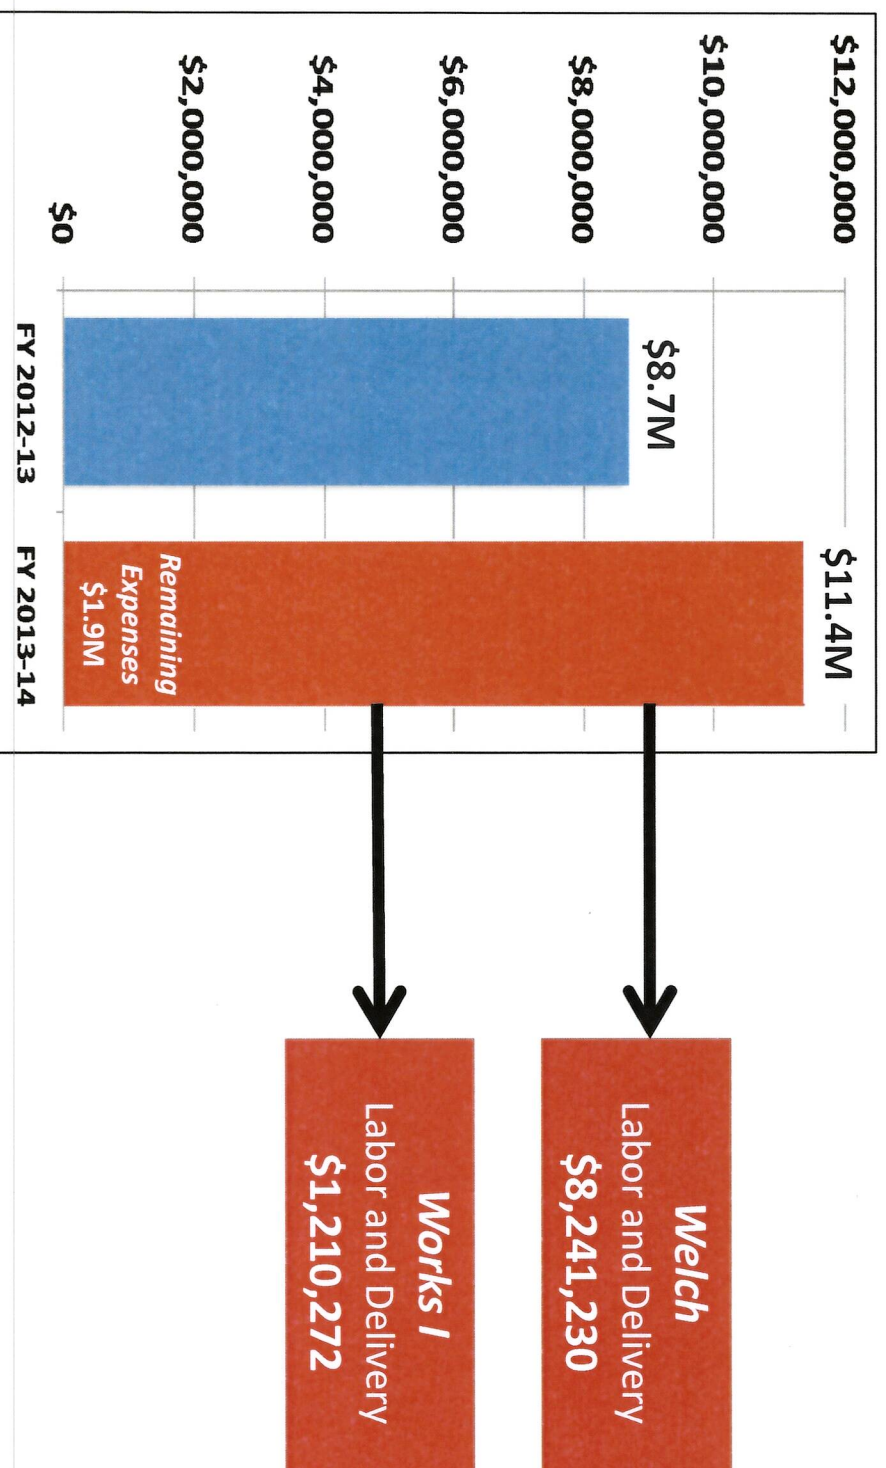 $12,000,000
$10,000,000
$8,000,000
$6,000,000
$4,000,000
$2,000,000
$0
$8.7M
$11.4M
Remaining
Expenses
$1.9M
FY 2012-13
FY 2013-14
Welch
Labor and Delivery
$8,241,230
Works I
Labor and Delivery
$1,210,272